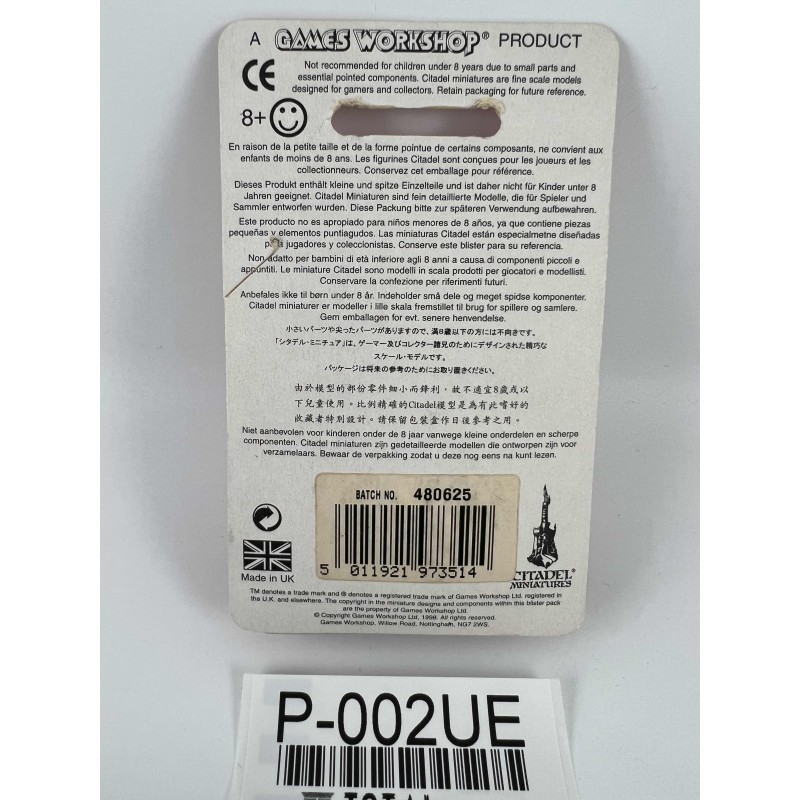 A GAMES WORKSHOP® PRODUCT
CE
Not recommended for children under 8 years due to small parts and
essential pointed components. Citadel miniatures are fine scale models
designed for gamers and collectors. Retain packaging for future reference.
8+
En raison de la petite taille et de la forme pointue de certains composants, ne convient aux
enfants de moins de 8 ans. Les figurines Citadel sont conçues pour les joueurs et les
collectionneurs. Conservez cet emballage pour référence.
Dieses Produkt enthält kleine und spitze Einzelteile und ist daher nicht für Kinder unter 8
Jahren geeignet. Citadel Miniaturen sind fein detaillierte Modelle, die für Spieler und
Sammler entworfen wurden. Diese Packung bitte zur späteren Verwendung aufbewahren.
Este producto no es apropiado para niños menores de 8 años, ya que contiene piezas
pequeñas y elementos puntiagudos. Las miniaturas Citadel están especialmetne diseñadas
para jugadores y coleccionistas. Conserve este blister para su referencia.
Non adatto per bambini di età inferiore agli 8 anni a causa di componenti piccoli e
appuntiti. Le miniature Citadel sono modelli in scala prodotti per giocatori e modellisti.
Conservare la confezione per riferimenti futuri.
Anbefales ikke til børn under 8 år. Indeholder små dele og meget spidse komponenter.
Citadel miniaturer er modeller i lille skala fremstillet til brug for spillere og samlere.
Gem emballagen for evt. senere henvendelse.
小さいパーツや尖ったパーツがありますので、満8歳以下の方には不向きです。
「シタデル・ミニチュア」は、ゲーマー及びコレクター諸兄のためにデザインされた精巧な
スケール・モデルです。
パッケージは将来の参考のためにお取り置きください。
由於模型的部份零件細小而鋒利，故不適宜8歲或以
下兒童使用。比例精確的Citadel模型是為有此嗜好的
收藏者特別設計。請保留包裝盒作日後參考之用。
Niet aanbevolen voor kinderen onder de 8 jaar vanwege kleine onderdelen en scherpe
componenten. Citadel miniaturen zijn gedetailleerde modellen die ontworpen zijn voor
verzamelaars. Bewaar de verpakking zodat u deze nog eens na kunt lezen.
BATCH NO. 480625
5 011921 973514
Made in UK
CITADEL®
MINIATURES
TM denotes a trade mark and ® denotes a registered trade mark of Games Workshop Ltd. registered in
the U.K. and elsewhere. The copyright in the miniature designs and components within this blister pack
are the property of Games Workshop Ltd.
© Copyright Games Workshop Ltd, 1998. All rights reserved.
Games Workshop, Willow Road, Nottingham, NG7 2WS.
P-002UE